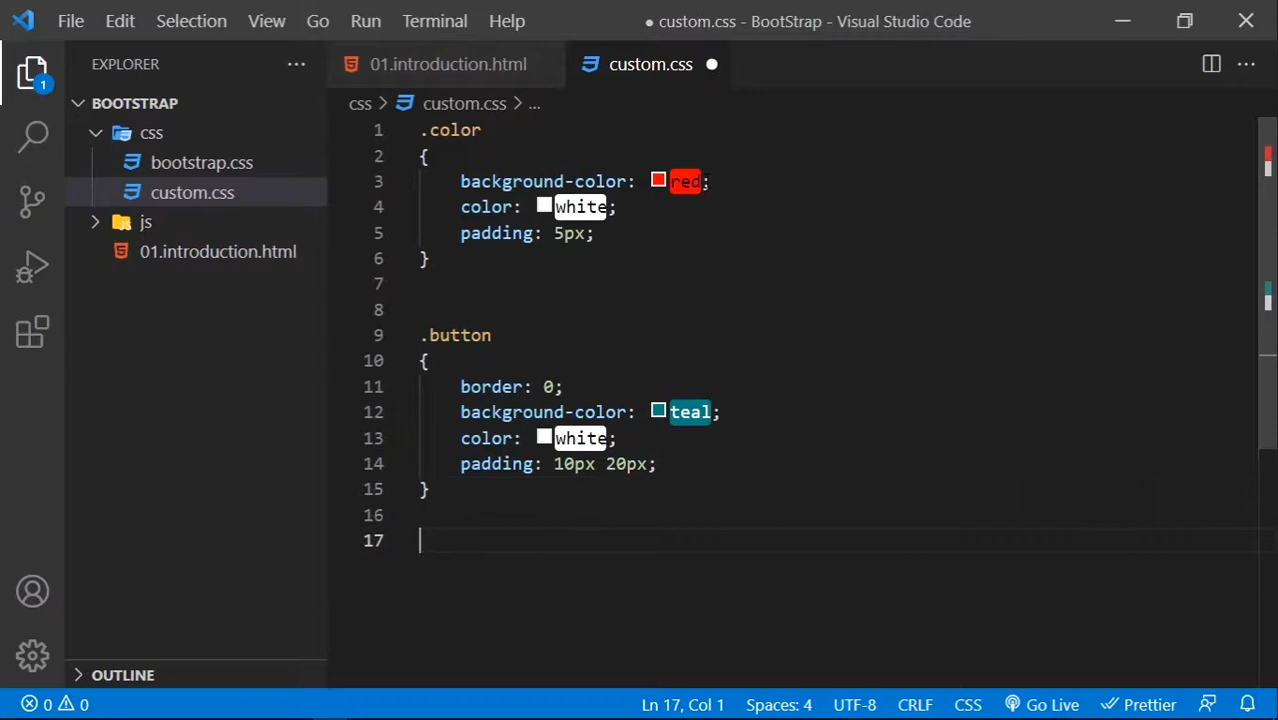 File Edit Selection View Go Run Terminal Help ● custom.css - BootStrap - Visual Studio Code
EXPLORER ...
01.introduction.html custom.css ●
BOOTSTRAP
css > custom.css > ...
css
bootstrap.css
custom.css
js
01.introduction.html
1 .color
2 {
3 background-color: red;
4 color: white;
5 padding: 5px;
6 }
7
8
9 .button
10 {
11 border: 0;
12 background-color: teal;
13 color: white;
14 padding: 10px 20px;
15 }
16
17
1
OUTLINE
0 0 Ln 17, Col 1 Spaces: 4 UTF-8 CRLF CSS Go Live Prettier